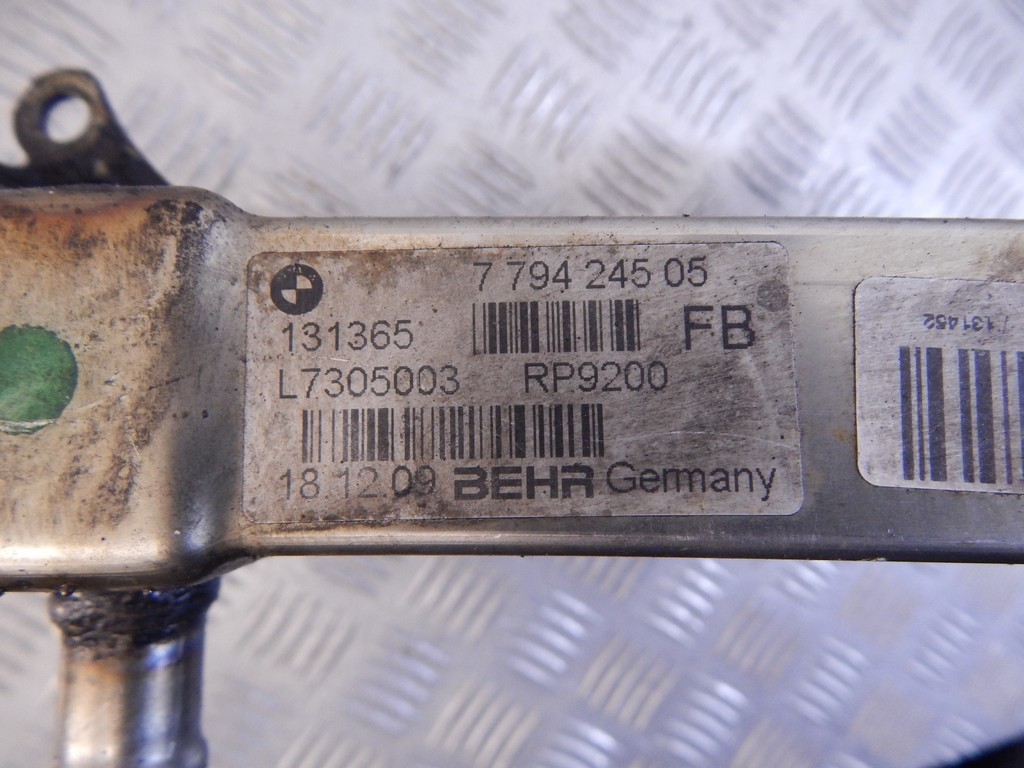 7 794 245 05
131365
FB
L7305003 RP9200
18.12.09 BEHR Germany
131452